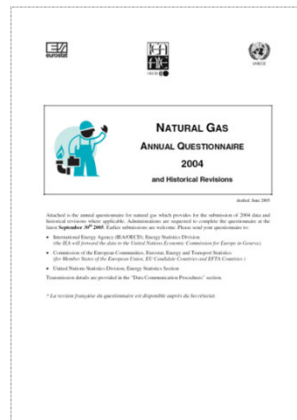 eurostat
IEA
OECD
UNECE
NATURAL GAS
ANNUAL QUESTIONNAIRE
2004
and Historical Revisions
dated: June 2005
Attached is the annual questionnaire for natural gas which provides for the submission of 2004 data and
historical revisions where applicable. Administrations are requested to complete the questionnaire at the
latest September 30th 2005. Earlier submissions are welcome. Please send your questionnaire to:
• International Energy Agency (IEA/OECD), Energy Statistics Division
(the IEA will forward the data to the United Nations Economic Commission for Europe in Geneva)
• Commission of the European Communities, Eurostat, Energy and Transport Statistics
(for Member States of the European Union, EU Candidate Countries and EFTA Countries)
• United Nations Statistics Division, Energy Statistics Section
Transmission details are provided in the "Data Communication Procedures" section.
* La version française du questionnaire est disponible auprès du Secrétariat.